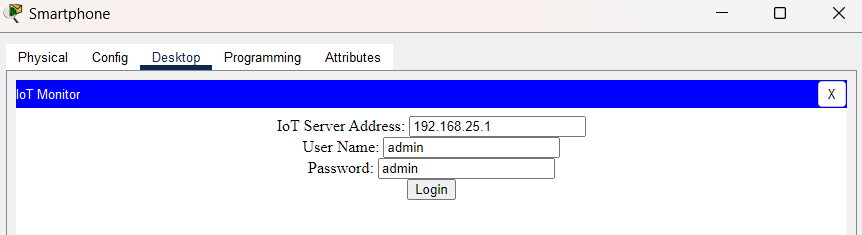 Smartphone
Physical Config Desktop Programming Attributes
IoT Monitor X
IoT Server Address: 192.168.25.1
User Name: admin
Password: admin
Login